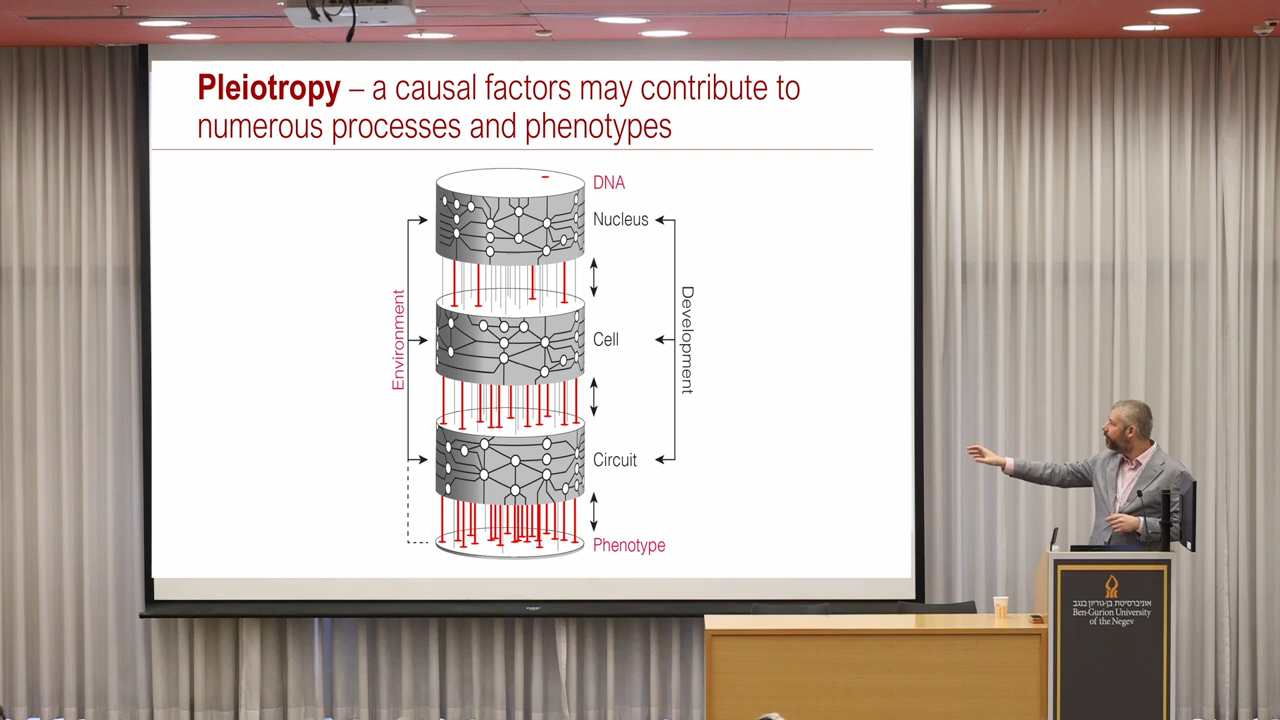 Pleiotropy – a causal factors may contribute to
numerous processes and phenotypes
DNA
Nucleus
Environment
Cell
Development
Circuit
Phenotype
אוניברסיטת בן-גוריון בנגב
Ben-Gurion University
of the Negev